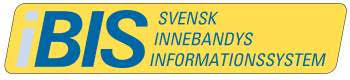 iBIS
SVENSK
INNEBANDYS
INFORMATIONSSYSTEM